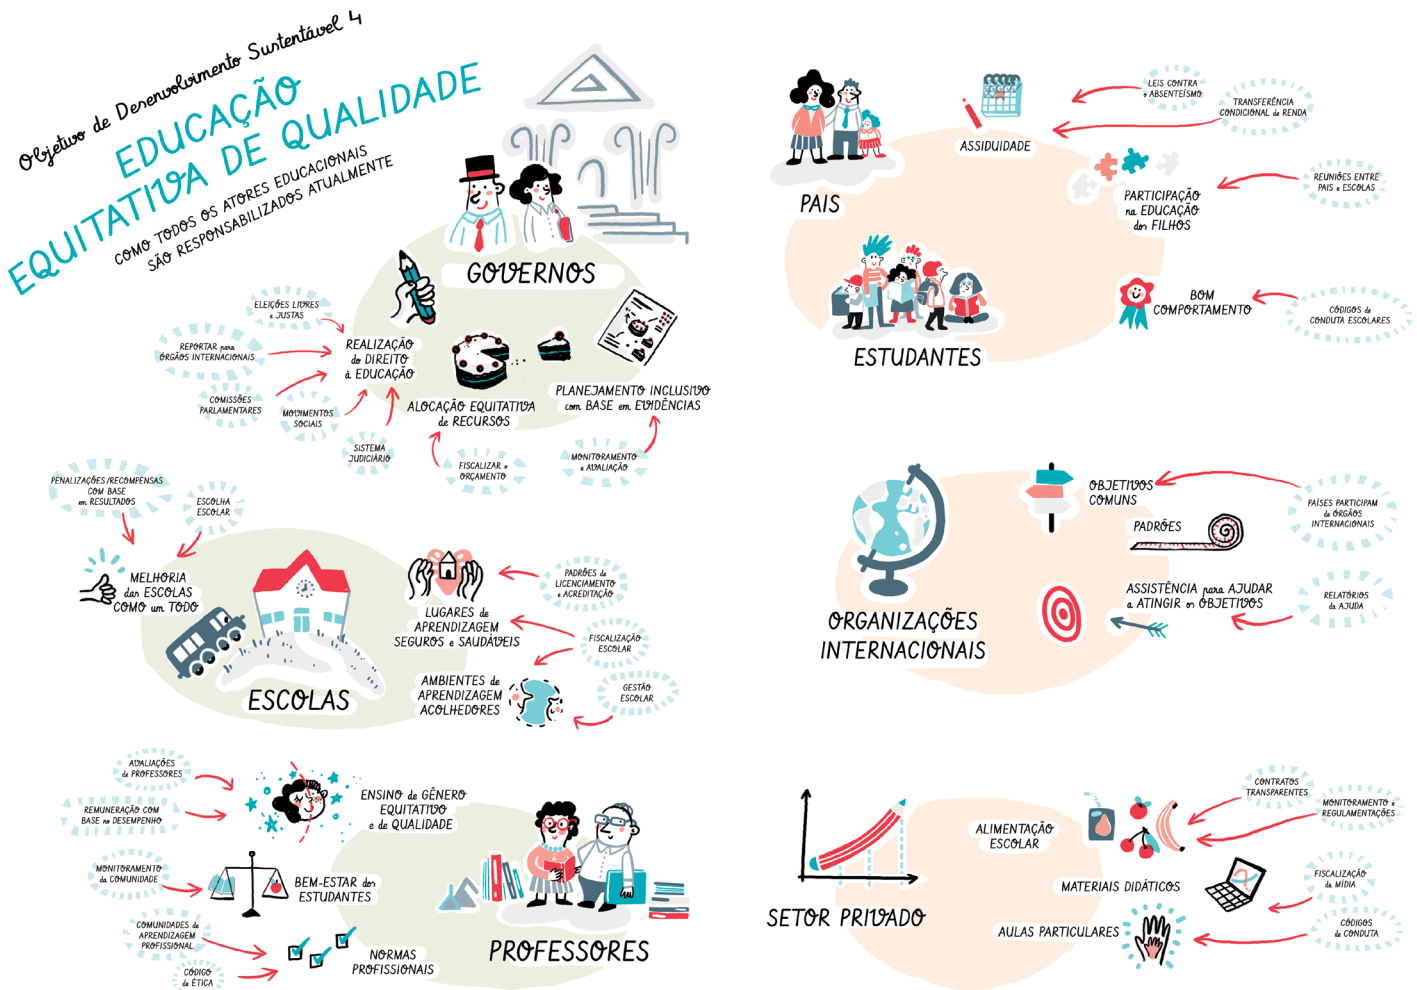 Objetivo de Desenvolvimento Sustentável 4
EDUCAÇÃO
EQUITATIVA DE QUALIDADE
COMO TODOS OS ATORES EDUCACIONAIS
SÃO RESPONSABILIZADOS ATUALMENTE
GOVERNOS
ELEIÇÕES LIVRES
e JUSTAS
REPORTAR para
ÓRGÃOS INTERNACIONAIS
COMISSÕES
PARLAMENTARES
MOVIMENTOS
SOCIAIS
SISTEMA
JUDICIÁRIO
REALIZAÇÃO
do DIREITO
à EDUCAÇÃO
ALOCAÇÃO EQUITATIVA
de RECURSOS
FISCALIZAR o
ORÇAMENTO
PLANEJAMENTO INCLUSIVO
com BASE em EVIDÊNCIAS
MONITORAMENTO
e AVALIAÇÃO
PENALIZAÇÕES/RECOMPENSAS
COM BASE
em RESULTADOS
ESCOLHA
ESCOLAR
MELHORIA
das ESCOLAS
COMO um TODO
ESCOLAS
LUGARES de
APRENDIZAGEM
SEGUROS e SAUDÁVEIS
PADRÕES de
LICENCIAMENTO
e ACREDITAÇÃO
FISCALIZAÇÃO
ESCOLAR
AMBIENTES de
APRENDIZAGEM
ACOLHEDORES
GESTÃO
ESCOLAR
AVALIAÇÕES
de PROFESSORES
REMUNERAÇÃO COM
BASE no DESEMPENHO
ENSINO de GÊNERO
EQUITATIVO
e de QUALIDADE
MONITORAMENTO
da COMUNIDADE
BEM-ESTAR dos
ESTUDANTES
COMUNIDADES de
APRENDIZAGEM
PROFISSIONAL
CÓDIGO
de ÉTICA
NORMAS
PROFISSIONAIS
PROFESSORES
PAIS
ASSIDUIDADE
LEIS CONTRA
o ABSENTEÍSMO
TRANSFERÊNCIA
CONDICIONAL de RENDA
PARTICIPAÇÃO
na EDUCAÇÃO
dos FILHOS
REUNIÕES ENTRE
PAIS e ESCOLAS
ESTUDANTES
BOM
COMPORTAMENTO
CÓDIGOS de
CONDUTA ESCOLARES
ORGANIZAÇÕES
INTERNACIONAIS
OBJETIVOS
COMUNS
PADRÕES
PAÍSES PARTICIPAM
de ÓRGÃOS
INTERNACIONAIS
ASSISTÊNCIA para AJUDAR
a ATINGIR os OBJETIVOS
RELATÓRIOS
da AJUDA
SETOR PRIVADO
ALIMENTAÇÃO
ESCOLAR
CONTRATOS
TRANSPARENTES
MONITORAMENTO e
REGULAMENTAÇÕES
MATERIAIS DIDÁTICOS
FISCALIZAÇÃO
da MÍDIA
AULAS PARTICULARES
CÓDIGOS
de CONDUTA